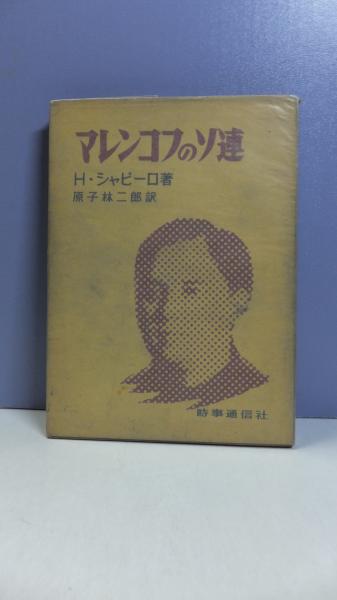 マレンコフのソ連
H・シャピーロ著
原子林二郎訳
時事通信社